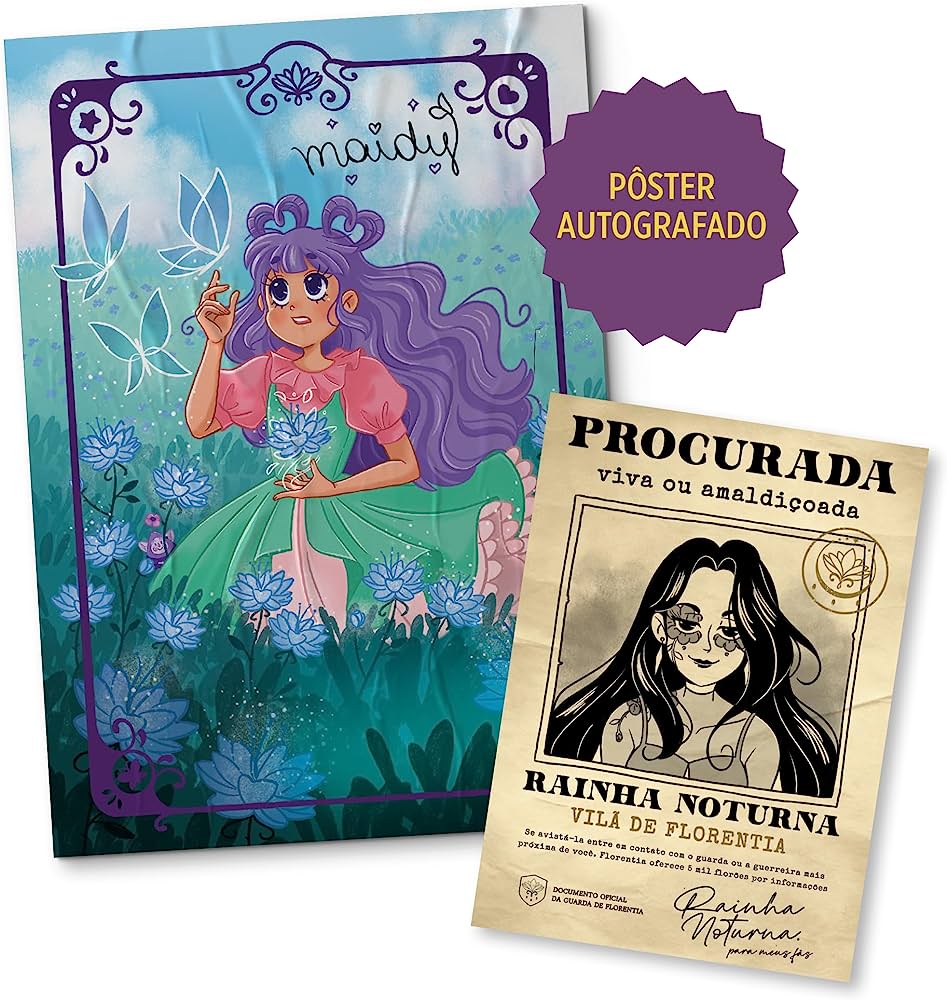 maidy
PÔSTER
AUTOGRAFADO
PROCURADA
viva ou amaldiçoada
RAINHA NOTURNA
VILÃ DE FLORENTIA
Se avistá-la entre em contato com o guarda ou a guerreira mais
próxima de você. Florentia oferece 5 mil florões por informações
DOCUMENTO OFICIAL
DA GUARDA DE FLORENTIA
Rainha
Noturna.
para meus fãs